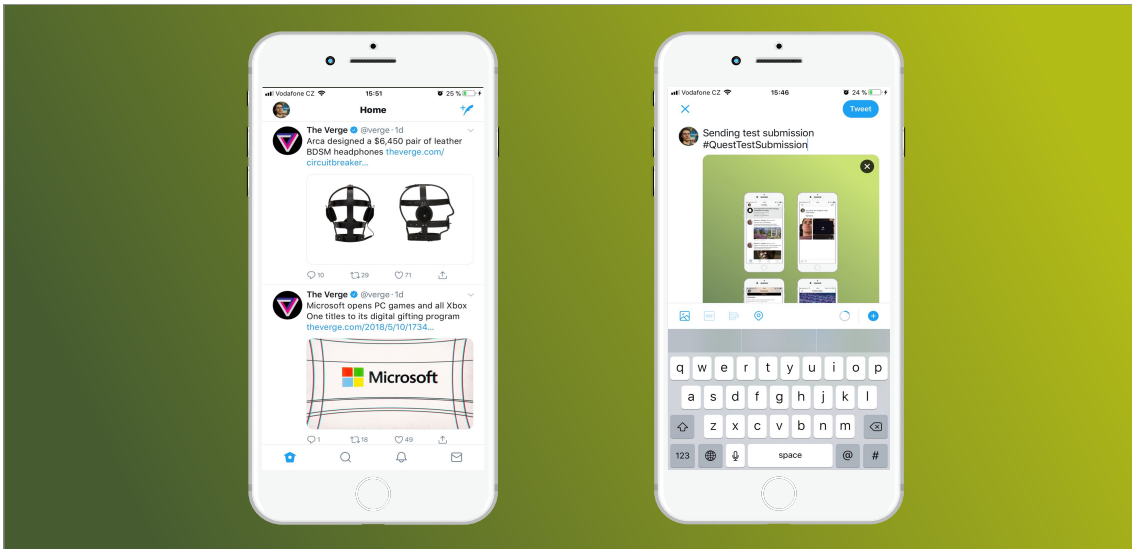 Vodafone CZ
15:51
25 %
Home
The Verge @verge · 1d
Arca designed a $6,450 pair of leather
BDSM headphones theverge.com/
circuitbreaker...
10 29 71
The Verge @verge · 1d
Microsoft opens PC games and all Xbox
One titles to its digital gifting program
theverge.com/2018/5/10/1734...
Microsoft
1 18 49
Vodafone CZ
15:46
24 %
Tweet
Sending test submission
#QuestTestSubmission
GIF
q w e r t y u i o p
a s d f g h j k l
z x c v b n m
123 space @ #